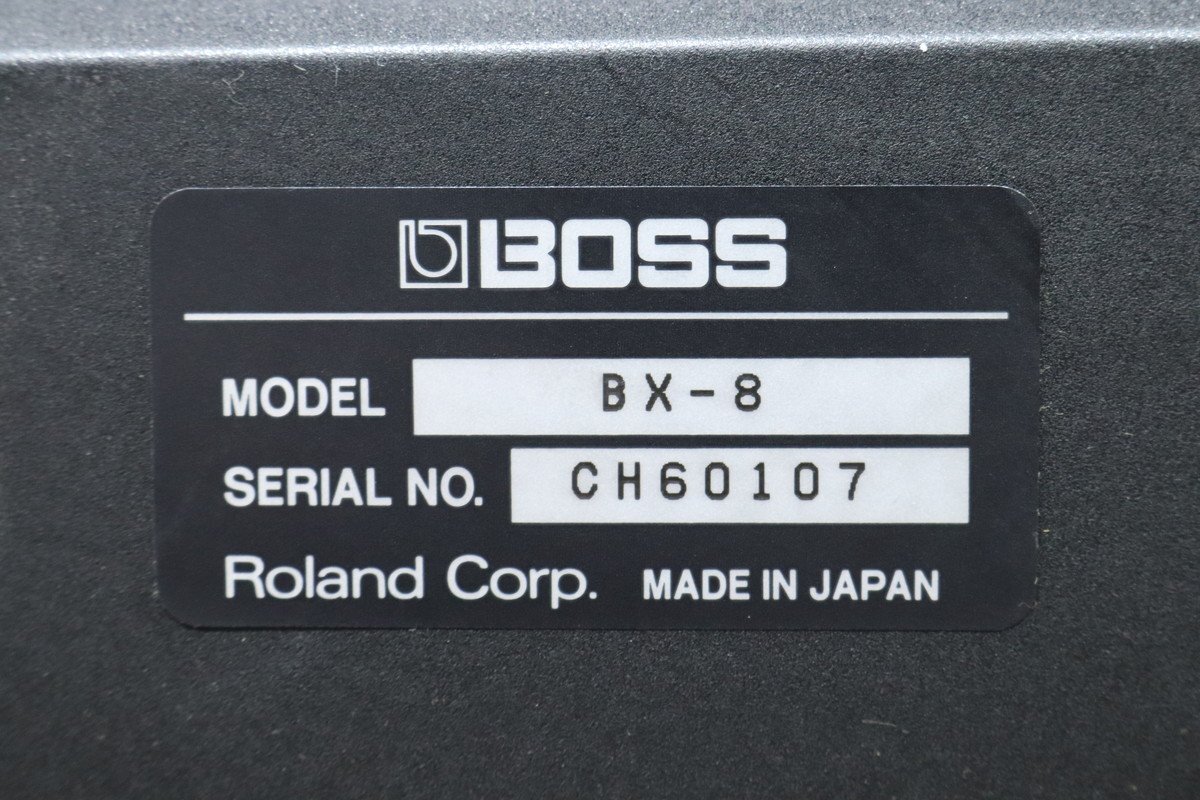 BOSS
MODEL BX-8
SERIAL NO. CH60107
Roland Corp. MADE IN JAPAN